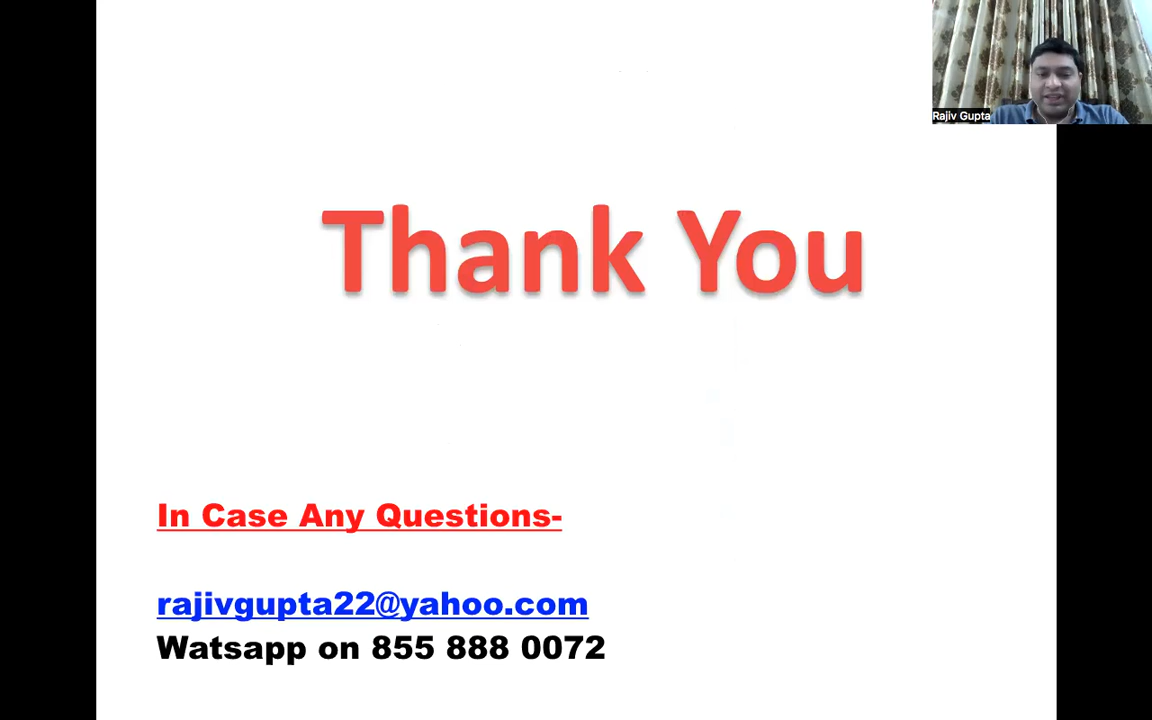 Rajiv Gupta
Thank You
In Case Any Questions-
rajivgupta22@yahoo.com
Watsapp on 855 888 0072